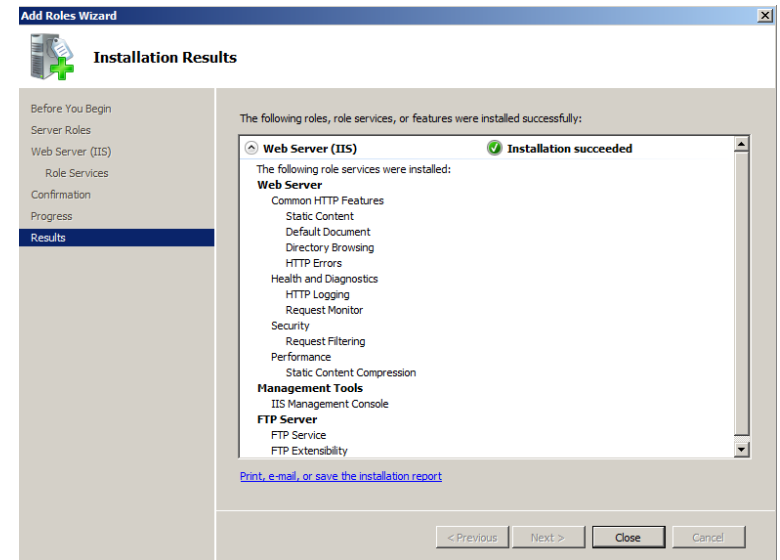 Add Roles Wizard
Installation Results
Before You Begin
Server Roles
Web Server (IIS)
Role Services
Confirmation
Progress
Results
The following roles, role services, or features were installed successfully:
Web Server (IIS) Installation succeeded
The following role services were installed:
Web Server
Common HTTP Features
Static Content
Default Document
Directory Browsing
HTTP Errors
Health and Diagnostics
HTTP Logging
Request Monitor
Security
Request Filtering
Performance
Static Content Compression
Management Tools
IIS Management Console
FTP Server
FTP Service
FTP Extensibility
Print, e-mail, or save the installation report
< Previous Next > Close Cancel